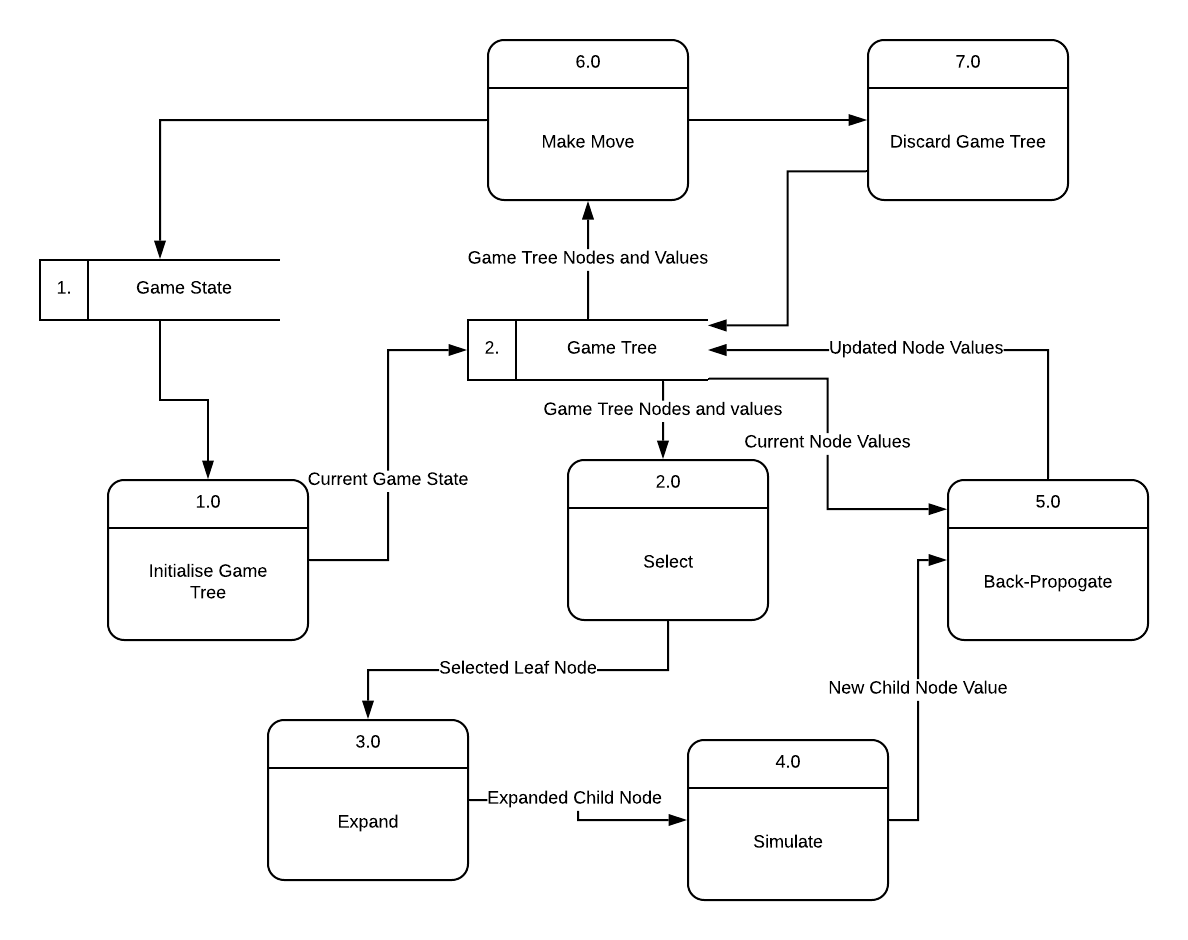 6.0
Make Move
7.0
Discard Game Tree
Game Tree Nodes and Values
1.
Game State
2.
Game Tree
Updated Node Values
Game Tree Nodes and values
Current Node Values
Current Game State
1.0
Initialise Game
Tree
2.0
Select
5.0
Back-Propogate
Selected Leaf Node
New Child Node Value
3.0
Expand
Expanded Child Node
4.0
Simulate